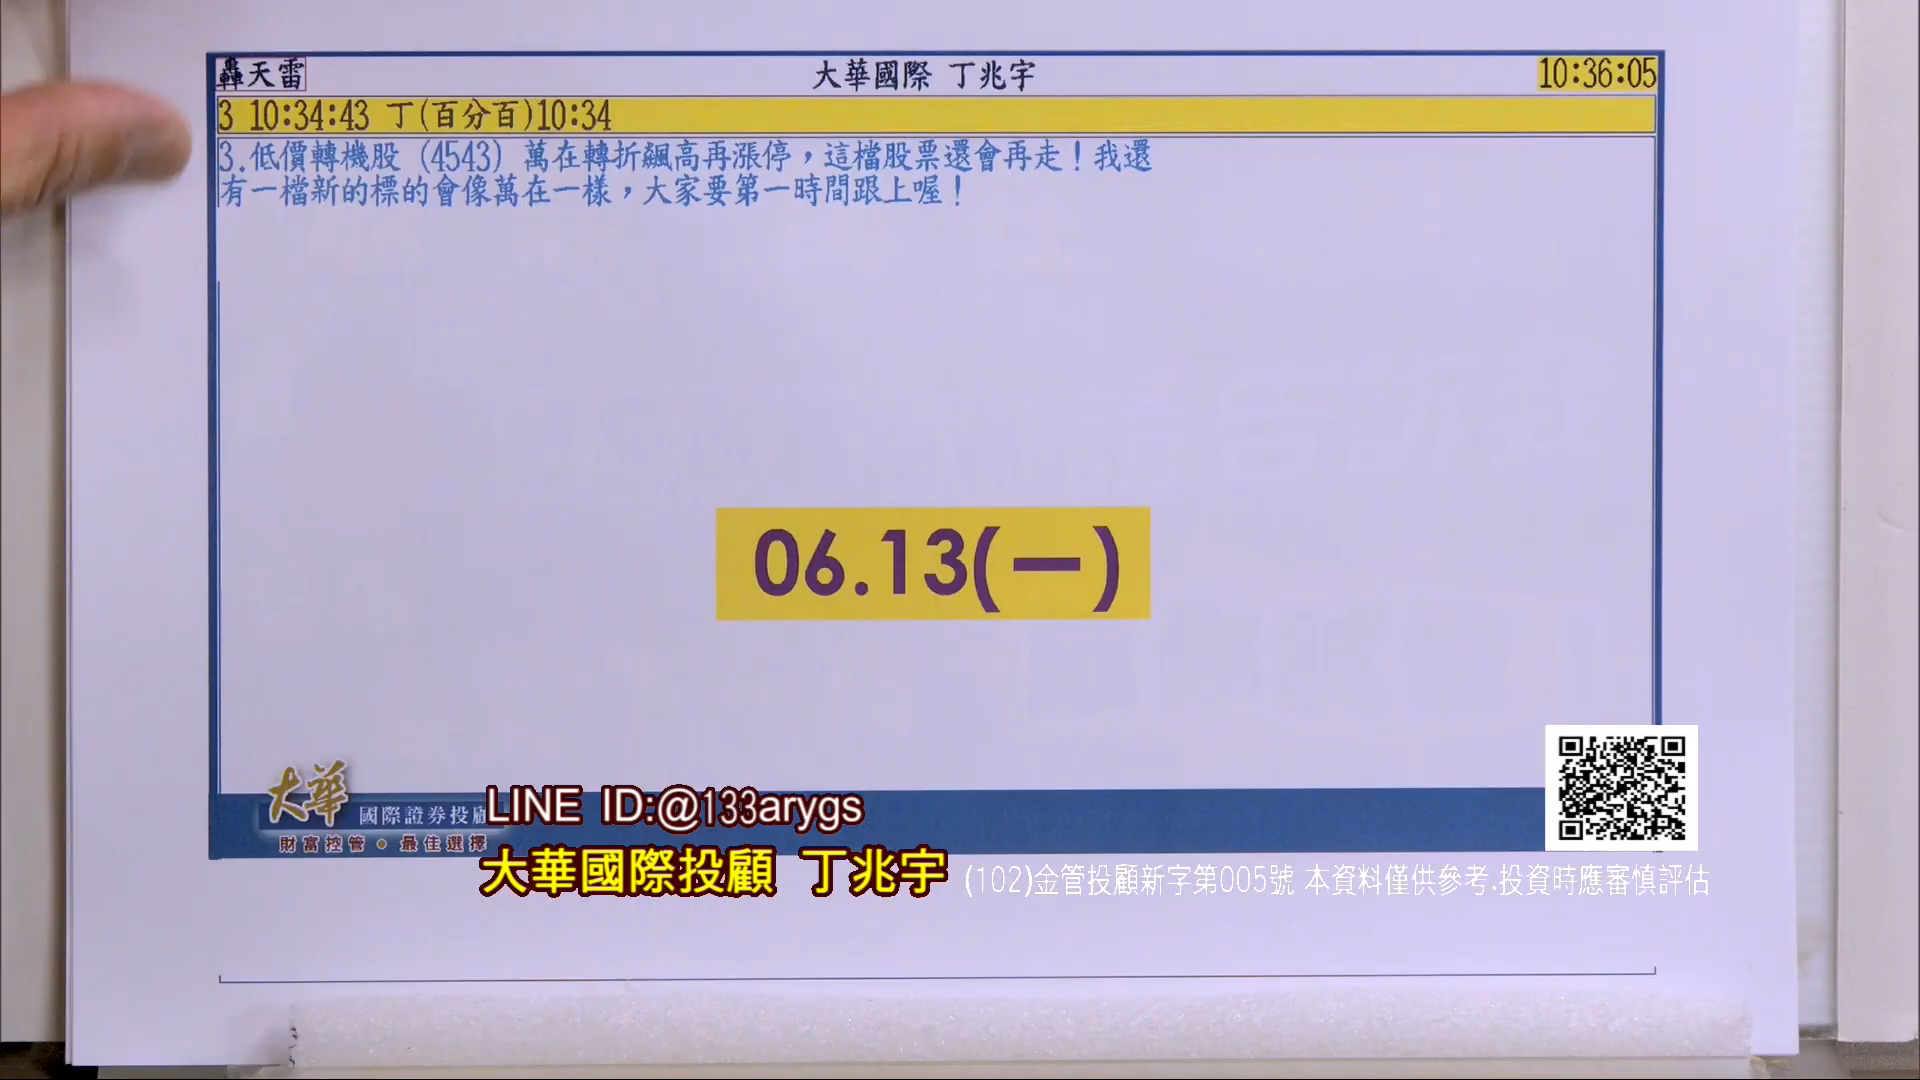 轟天雷
大華國際 丁兆宇
10:36:05
3 10:34:43 丁(百分百)10:34
3.低價轉機股 (4543) 萬在轉折飆高再漲停，這檔股票還會再走！我還
有一檔新的標的會像萬在一樣，大家要第一時間跟上喔！
06.13(一)
大華 國際證券投顧
財富控管 • 最佳選擇
LINE ID:@133arygs
大華國際投顧 丁兆宇
(102)金管投顧新字第005號 本資料僅供參考.投資時應審慎評估